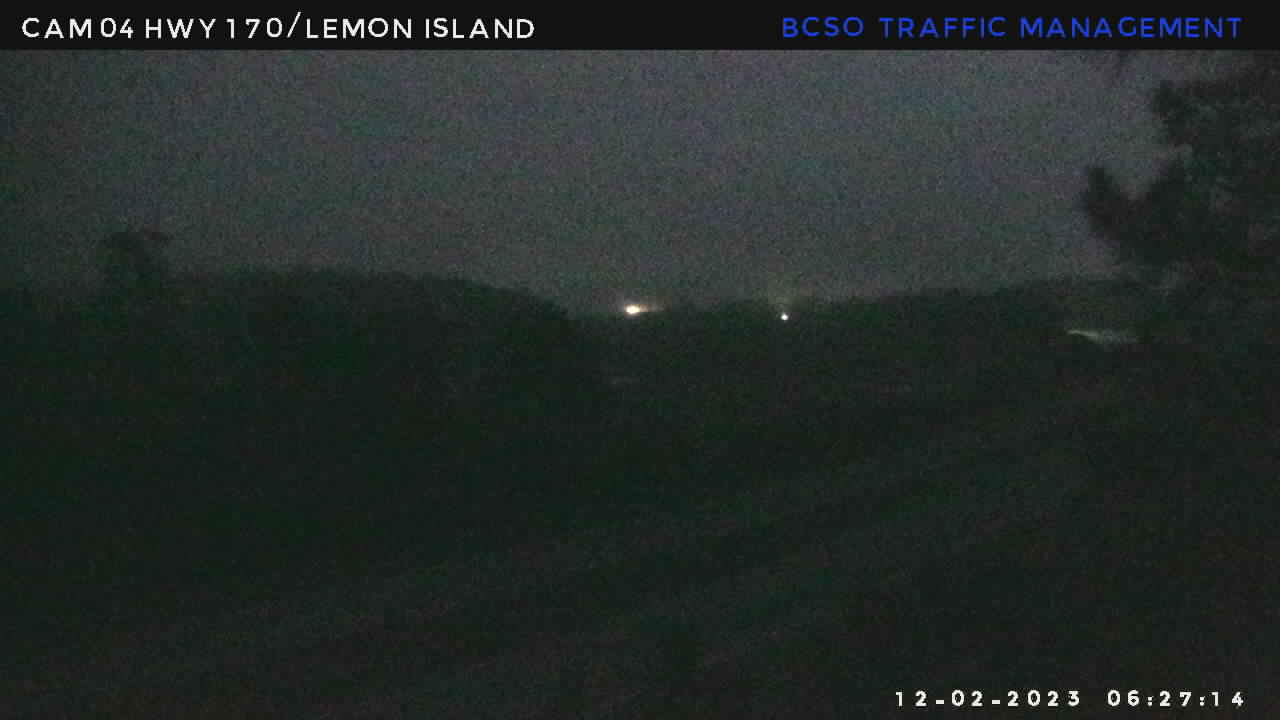 CAM04 HWY 170/LEMON ISLAND
BCSO TRAFFIC MANAGEMENT
12-02-2023 06:27:14